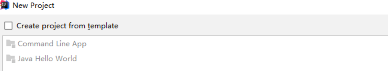 New Project
Create project from template
Command Line App
Java Hello World